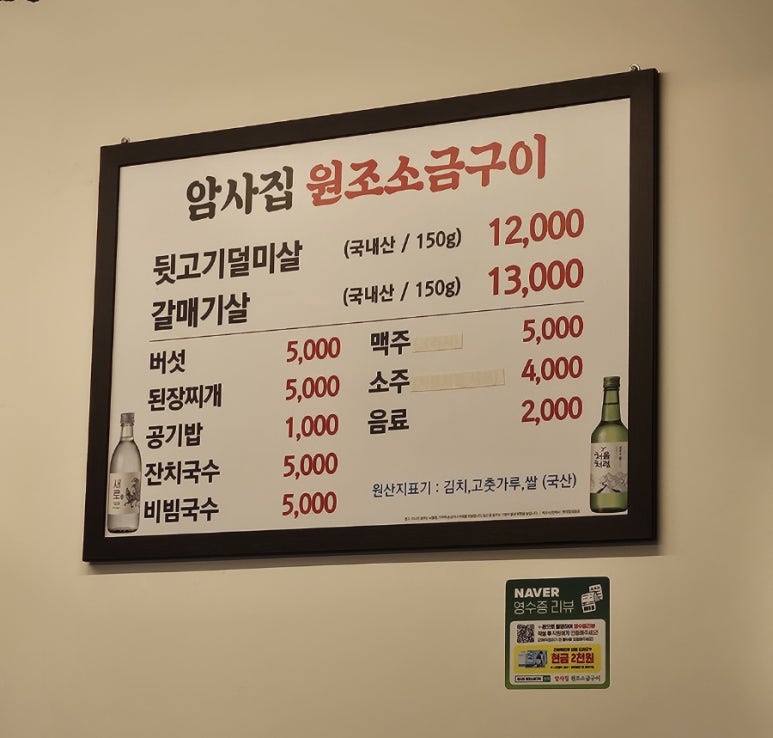 암사집 원조소금구이
뒷고기덜미살 (국내산 / 150g) 12,000
갈매기살 (국내산 / 150g) 13,000
버섯 5,000
된장찌개 5,000
공기밥 1,000
잔치국수 5,000
비빔국수 5,000
맥주 5,000
소주 4,000
음료 2,000
원산지표기 : 김치,고춧가루,쌀 (국산)
새로
처음처럼
NAVER
영수증 리뷰
현금 2천원
암사집 원조소금구이